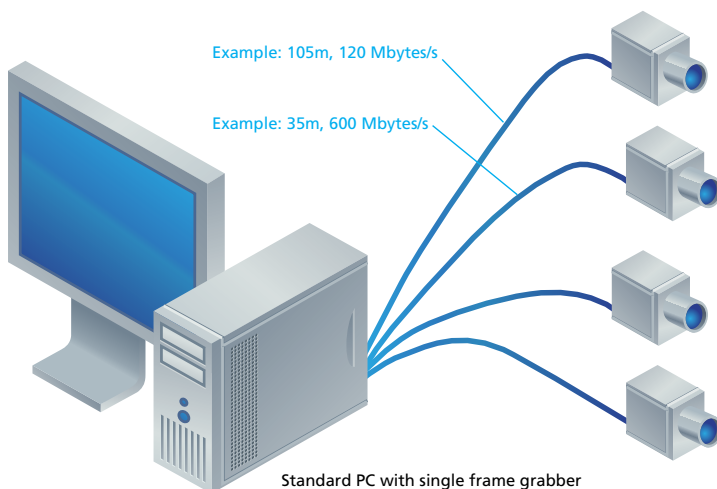 Example: 105m, 120 Mbytes/s
Example: 35m, 600 Mbytes/s
Standard PC with single frame grabber